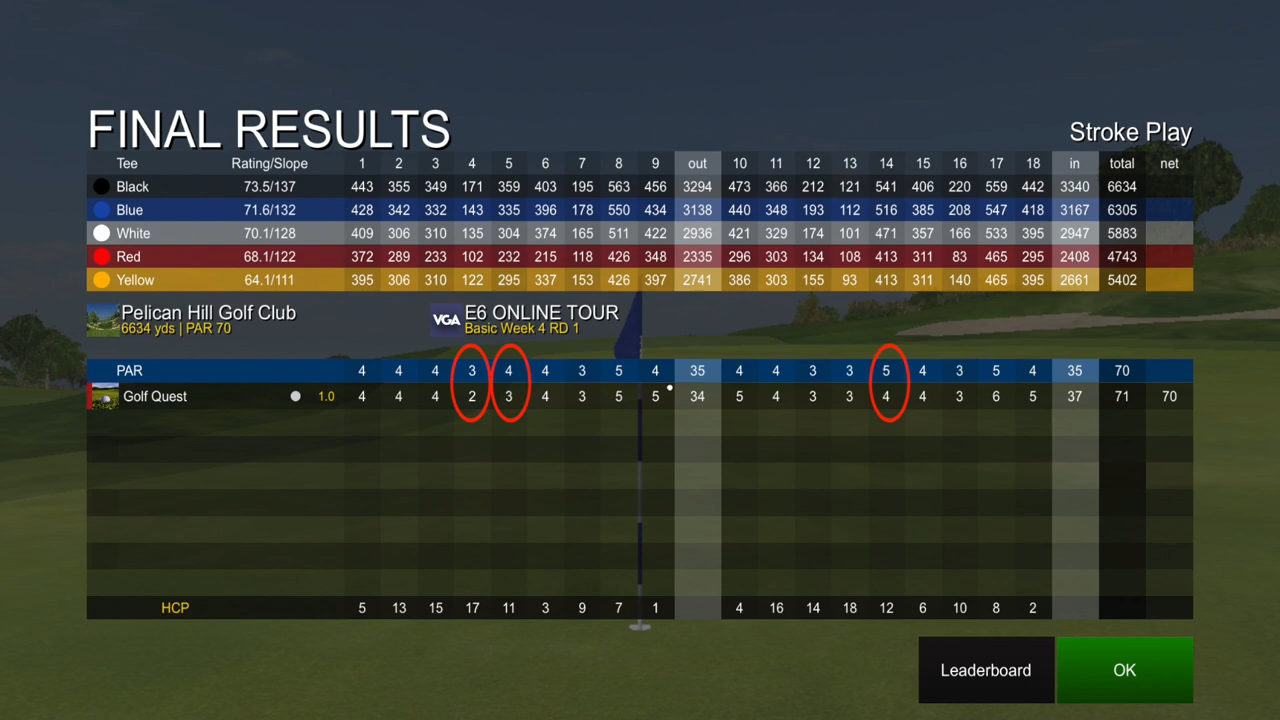 FINAL RESULTS
Stroke Play
Tee Rating/Slope 1 2 3 4 5 6 7 8 9 out 10 11 12 13 14 15 16 17 18 in total net
Black 73.5/137 443 355 349 171 359 403 195 563 456 3294 473 366 212 121 541 406 220 559 442 3340 6634
Blue 71.6/132 428 342 332 143 335 396 178 550 434 3138 440 348 193 112 516 385 208 547 418 3167 6305
White 70.1/128 409 306 310 135 304 374 165 511 422 2936 421 329 174 101 471 357 166 533 395 2947 5883
Red 68.1/122 372 289 233 102 232 215 118 426 348 2335 296 303 134 108 413 311 83 465 295 2408 4743
Yellow 64.1/111 395 306 310 122 295 337 153 426 397 2741 386 303 155 93 413 311 140 465 395 2661 5402
Pelican Hill Golf Club
6634 yds | PAR 70
VGA
E6 ONLINE TOUR
Basic Week 4 RD 1
PAR 4 4 4 3 4 4 3 5 4 35 4 4 3 3 5 4 3 5 4 35 70
Golf Quest 1.0 4 4 4 2 3 4 3 5 5 34 5 4 3 3 4 4 3 6 5 37 71 70
HCP 5 13 15 17 11 3 9 7 1 4 16 14 18 12 6 10 8 2
Leaderboard
OK